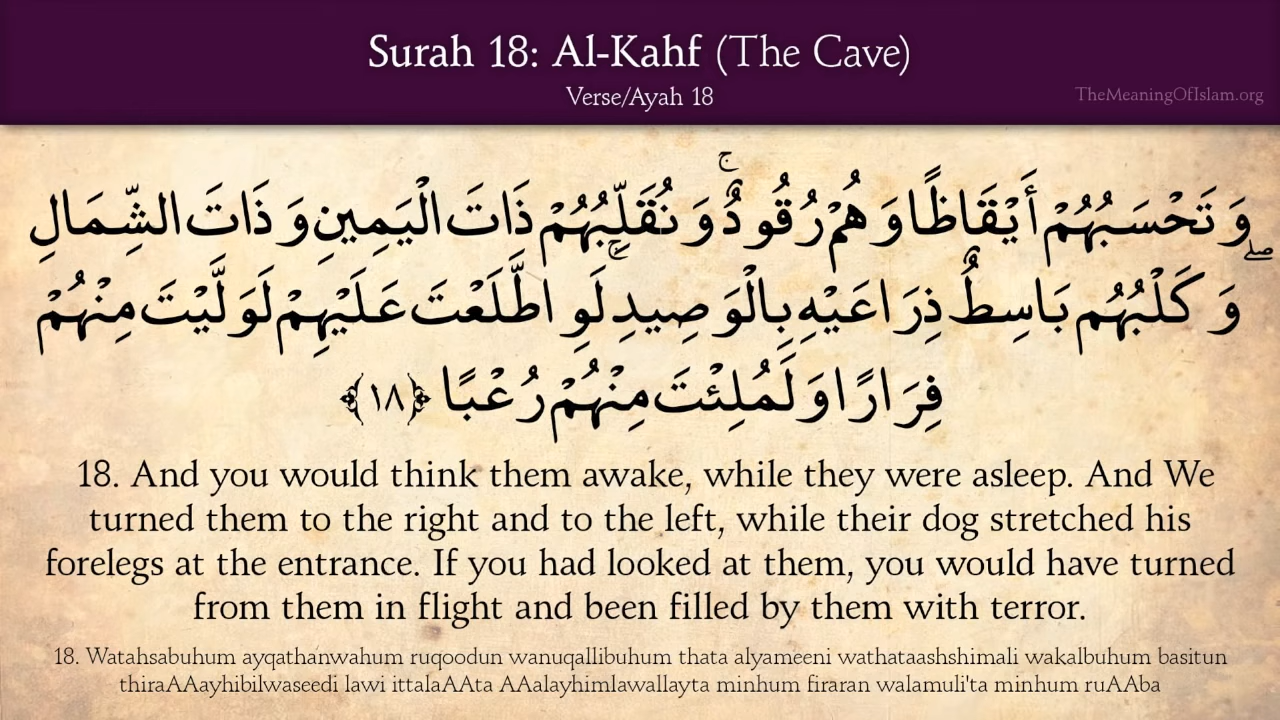 Surah 18: Al-Kahf (The Cave)
Verse/Ayah 18
TheMeaningOfIslam.org
وَ تَحْسَبُهُمْ أَيْقَاظًا وَ هُمْ رُقُودٌ ۚ وَ نُقَلِّبُهُمْ ذَاتَ الْيَمِينِ وَ ذَاتَ الشِّمَالِ ۖ
وَ كَلْبُهُم بَاسِطٌ ذِرَاعَيْهِ بِالْوَصِيدِ ۚ لَوِ اطَّلَعْتَ عَلَيْهِمْ لَوَلَّيْتَ مِنْهُمْ
فِرَارًا وَ لَمُلِئْتَ مِنْهُمْ رُعْبًا ﴿١٨﴾
18. And you would think them awake, while they were asleep. And We
turned them to the right and to the left, while their dog stretched his
forelegs at the entrance. If you had looked at them, you would have turned
from them in flight and been filled by them with terror.
18. Watahsabuhum ayqathanwahum ruqoodun wanuqallibuhum thata alyameeni wathataashshimali wakalbuhum basitun
thiraAAayhibilwaseedi lawi ittalaAAta AAalayhimlawallayta minhum firaran walamuli'ta minhum ruAAba